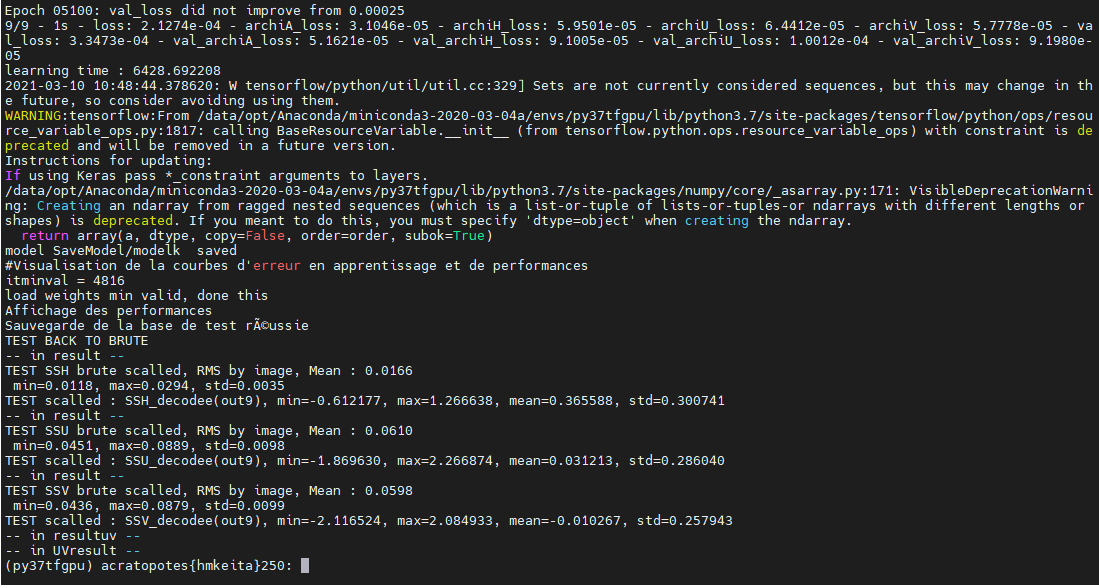 Epoch 05100: val_loss did not improve from 0.00025
9/9 - 1s - loss: 2.1274e-04 - archiA_loss: 3.1046e-05 - archiH_loss: 5.9501e-05 - archiU_loss: 6.4412e-05 - archiV_loss: 5.7778e-05 - va
l_loss: 3.3473e-04 - val_archiA_loss: 5.1621e-05 - val_archiH_loss: 9.1005e-05 - val_archiU_loss: 1.0012e-04 - val_archiV_loss: 9.1980e-
05
learning time : 6428.692208
2021-03-10 10:48:44.378620: W tensorflow/python/util/util.cc:329] Sets are not currently considered sequences, but this may change in th
e future, so consider avoiding using them.
WARNING:tensorflow:From /data/opt/Anaconda/miniconda3-2020-03-04a/envs/py37tfgpu/lib/python3.7/site-packages/tensorflow/python/ops/resou
rce_variable_ops.py:1817: calling BaseResourceVariable.__init__ (from tensorflow.python.ops.resource_variable_ops) with constraint is de
precated and will be removed in a future version.
Instructions for updating:
If using Keras pass *_constraint arguments to layers.
/data/opt/Anaconda/miniconda3-2020-03-04a/envs/py37tfgpu/lib/python3.7/site-packages/numpy/core/_asarray.py:171: VisibleDeprecationWarni
ng: Creating an ndarray from ragged nested sequences (which is a list-or-tuple of lists-or-tuples-or ndarrays with different lengths or
shapes) is deprecated. If you meant to do this, you must specify 'dtype=object' when creating the ndarray.
  return array(a, dtype, copy=False, order=order, subok=True)
model SaveModel/modelk  saved
#Visualisation de la courbes d'erreur en apprentissage et de performances
itminval = 4816
load weights min valid, done this
Affichage des performances
Sauvegarde de la base de test rÃ©ussie
TEST BACK TO BRUTE
-- in result --
TEST SSH brute scalled, RMS by image, Mean : 0.0166
 min=0.0118, max=0.0294, std=0.0035
TEST scalled : SSH_decodee(out9), min=-0.612177, max=1.266638, mean=0.365588, std=0.300741
-- in result --
TEST SSU brute scalled, RMS by image, Mean : 0.0610
 min=0.0451, max=0.0889, std=0.0098
TEST scalled : SSU_decodee(out9), min=-1.869630, max=2.266874, mean=0.031213, std=0.286040
-- in result --
TEST SSV brute scalled, RMS by image, Mean : 0.0598
 min=0.0436, max=0.0879, std=0.0099
TEST scalled : SSV_decodee(out9), min=-2.116524, max=2.084933, mean=-0.010267, std=0.257943
-- in resultuv --
-- in UVresult --
(py37tfgpu) acratopotes{hmkeita}250: